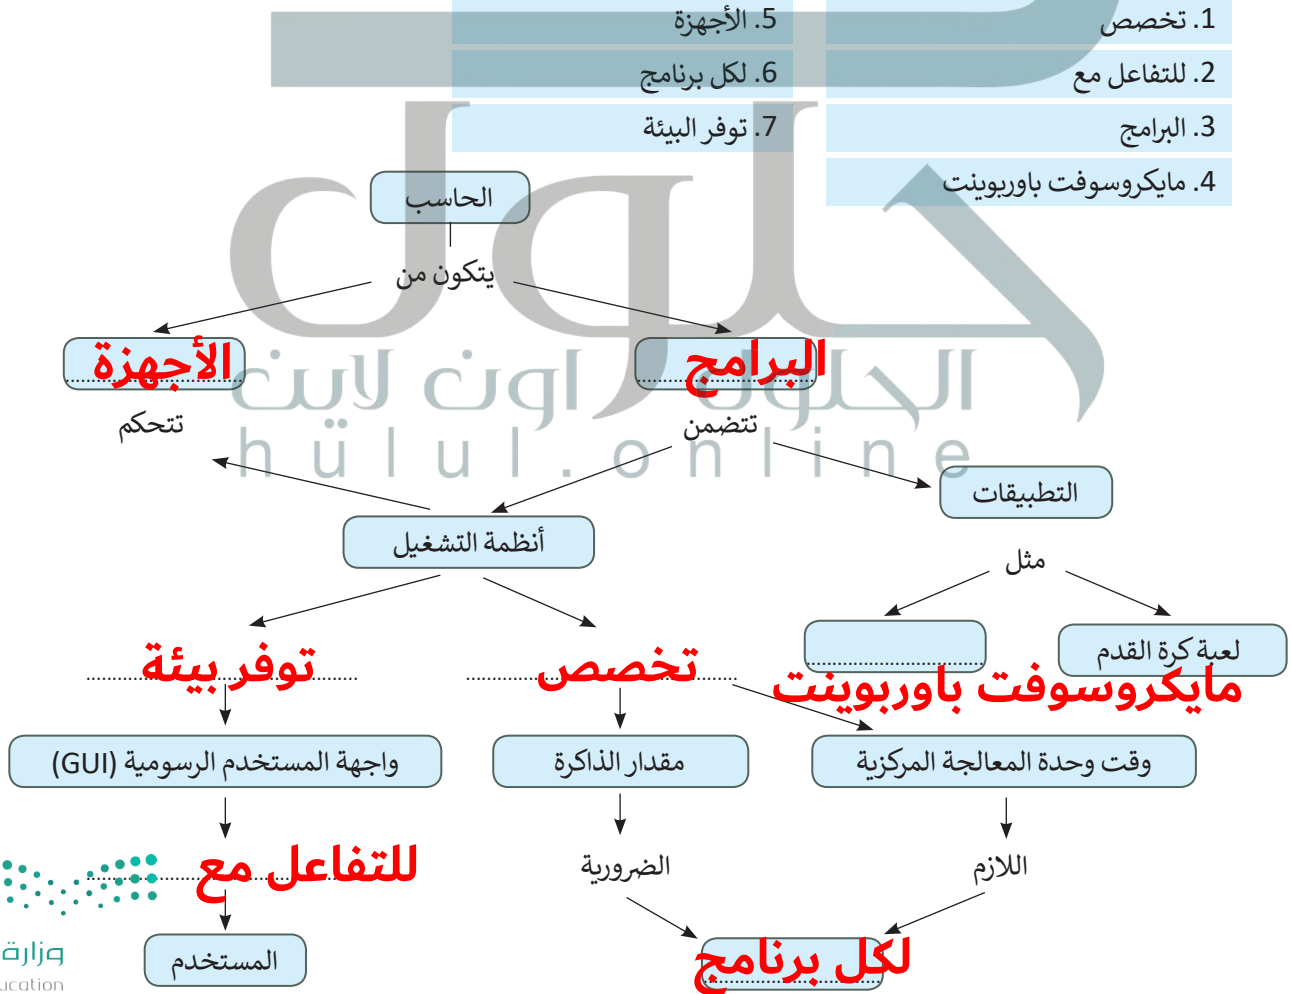 1. تخصص
2. للتفاعل مع
3. البرامج
4. مايكروسوفت باوربوينت
5. الأجهزة
6. لكل برنامج
7. توفر البيئة
الحاسب
يتكون من
البرامج
الأجهزة
حلول
الحلول اون لاين
hülul.online
تتضمن
تتحكم
التطبيقات
أنظمة التشغيل
مثل
لعبة كرة القدم
مايكروسوفت باوربوينت
تخصص
توفر بيئة
وقت وحدة المعالجة المركزية
مقدار الذاكرة
واجهة المستخدم الرسومية (GUI)
اللازم
الضرورية
للتفاعل مع
لكل برنامج
المستخدم
وزارة
ucation